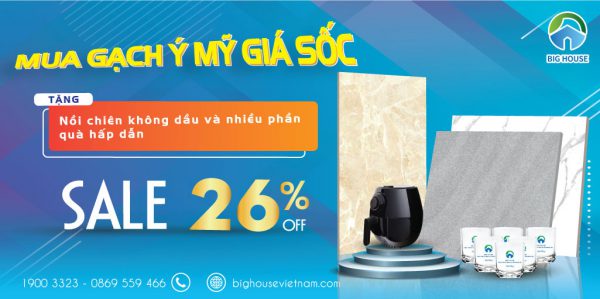 MUA GẠCH Ý MỸ GIÁ SỐC
BIG HOUSE
TẶNG
Nồi chiên không dầu và nhiều phần
quà hấp dẫn
SALE 26% OFF
1900 3323 - 0869 559 466
bighousevietnam.com